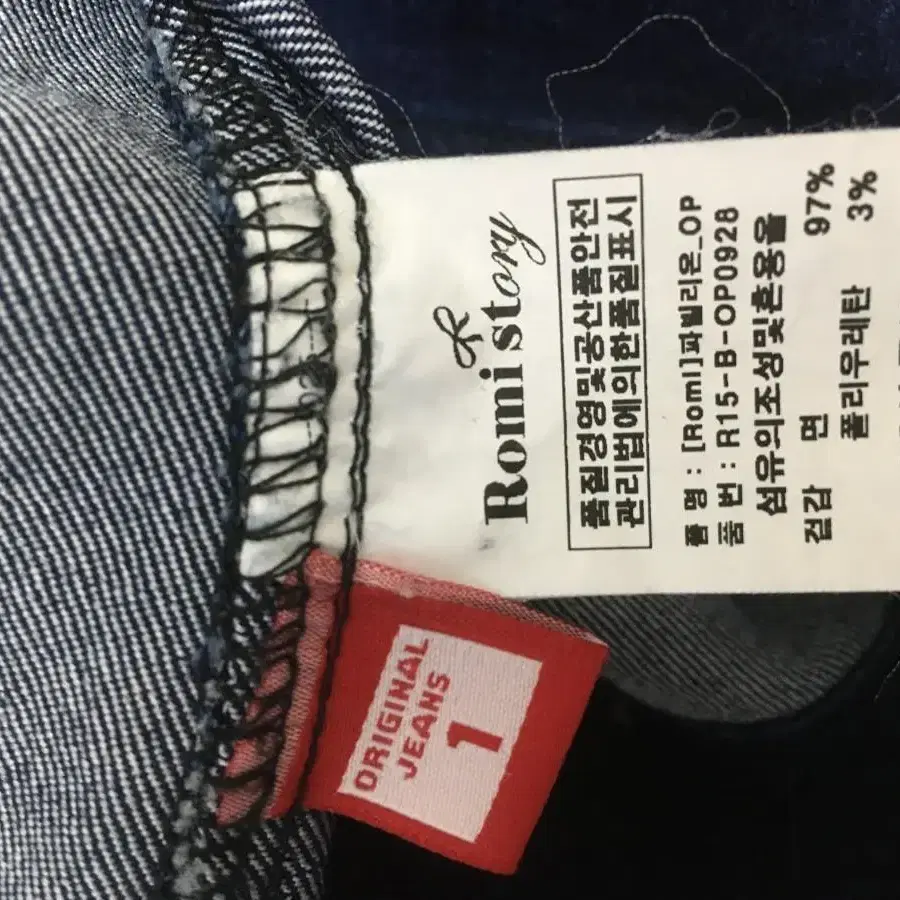 Romi story
품질경영및공산품안전
관리법에의한품질표시
품 명 : [Romi]파빌리온_OP
품 번 : R15-B-OP0928
섬유의조성및혼용율
겉감 면 97%
폴리우레탄 3%
ORIGINAL
JEANS
1